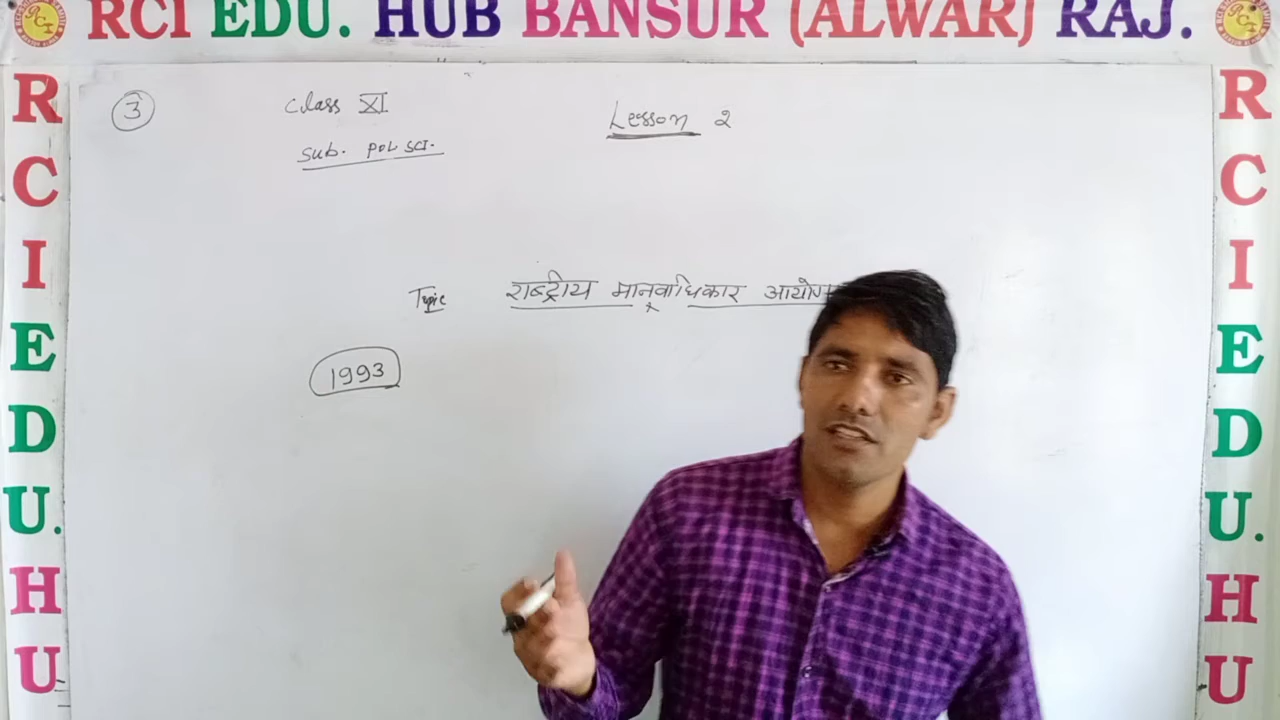 RCI EDU. HUB BANSUR (ALWAR) RAJ.
R
C
I
E
D
U.
H
U
3
Class XI
Sub. Pol SCI.
Lesson 2
Topic राष्ट्रीय मानवाधिकार आयोग
1993
R
C
I
E
D
U.
H
U